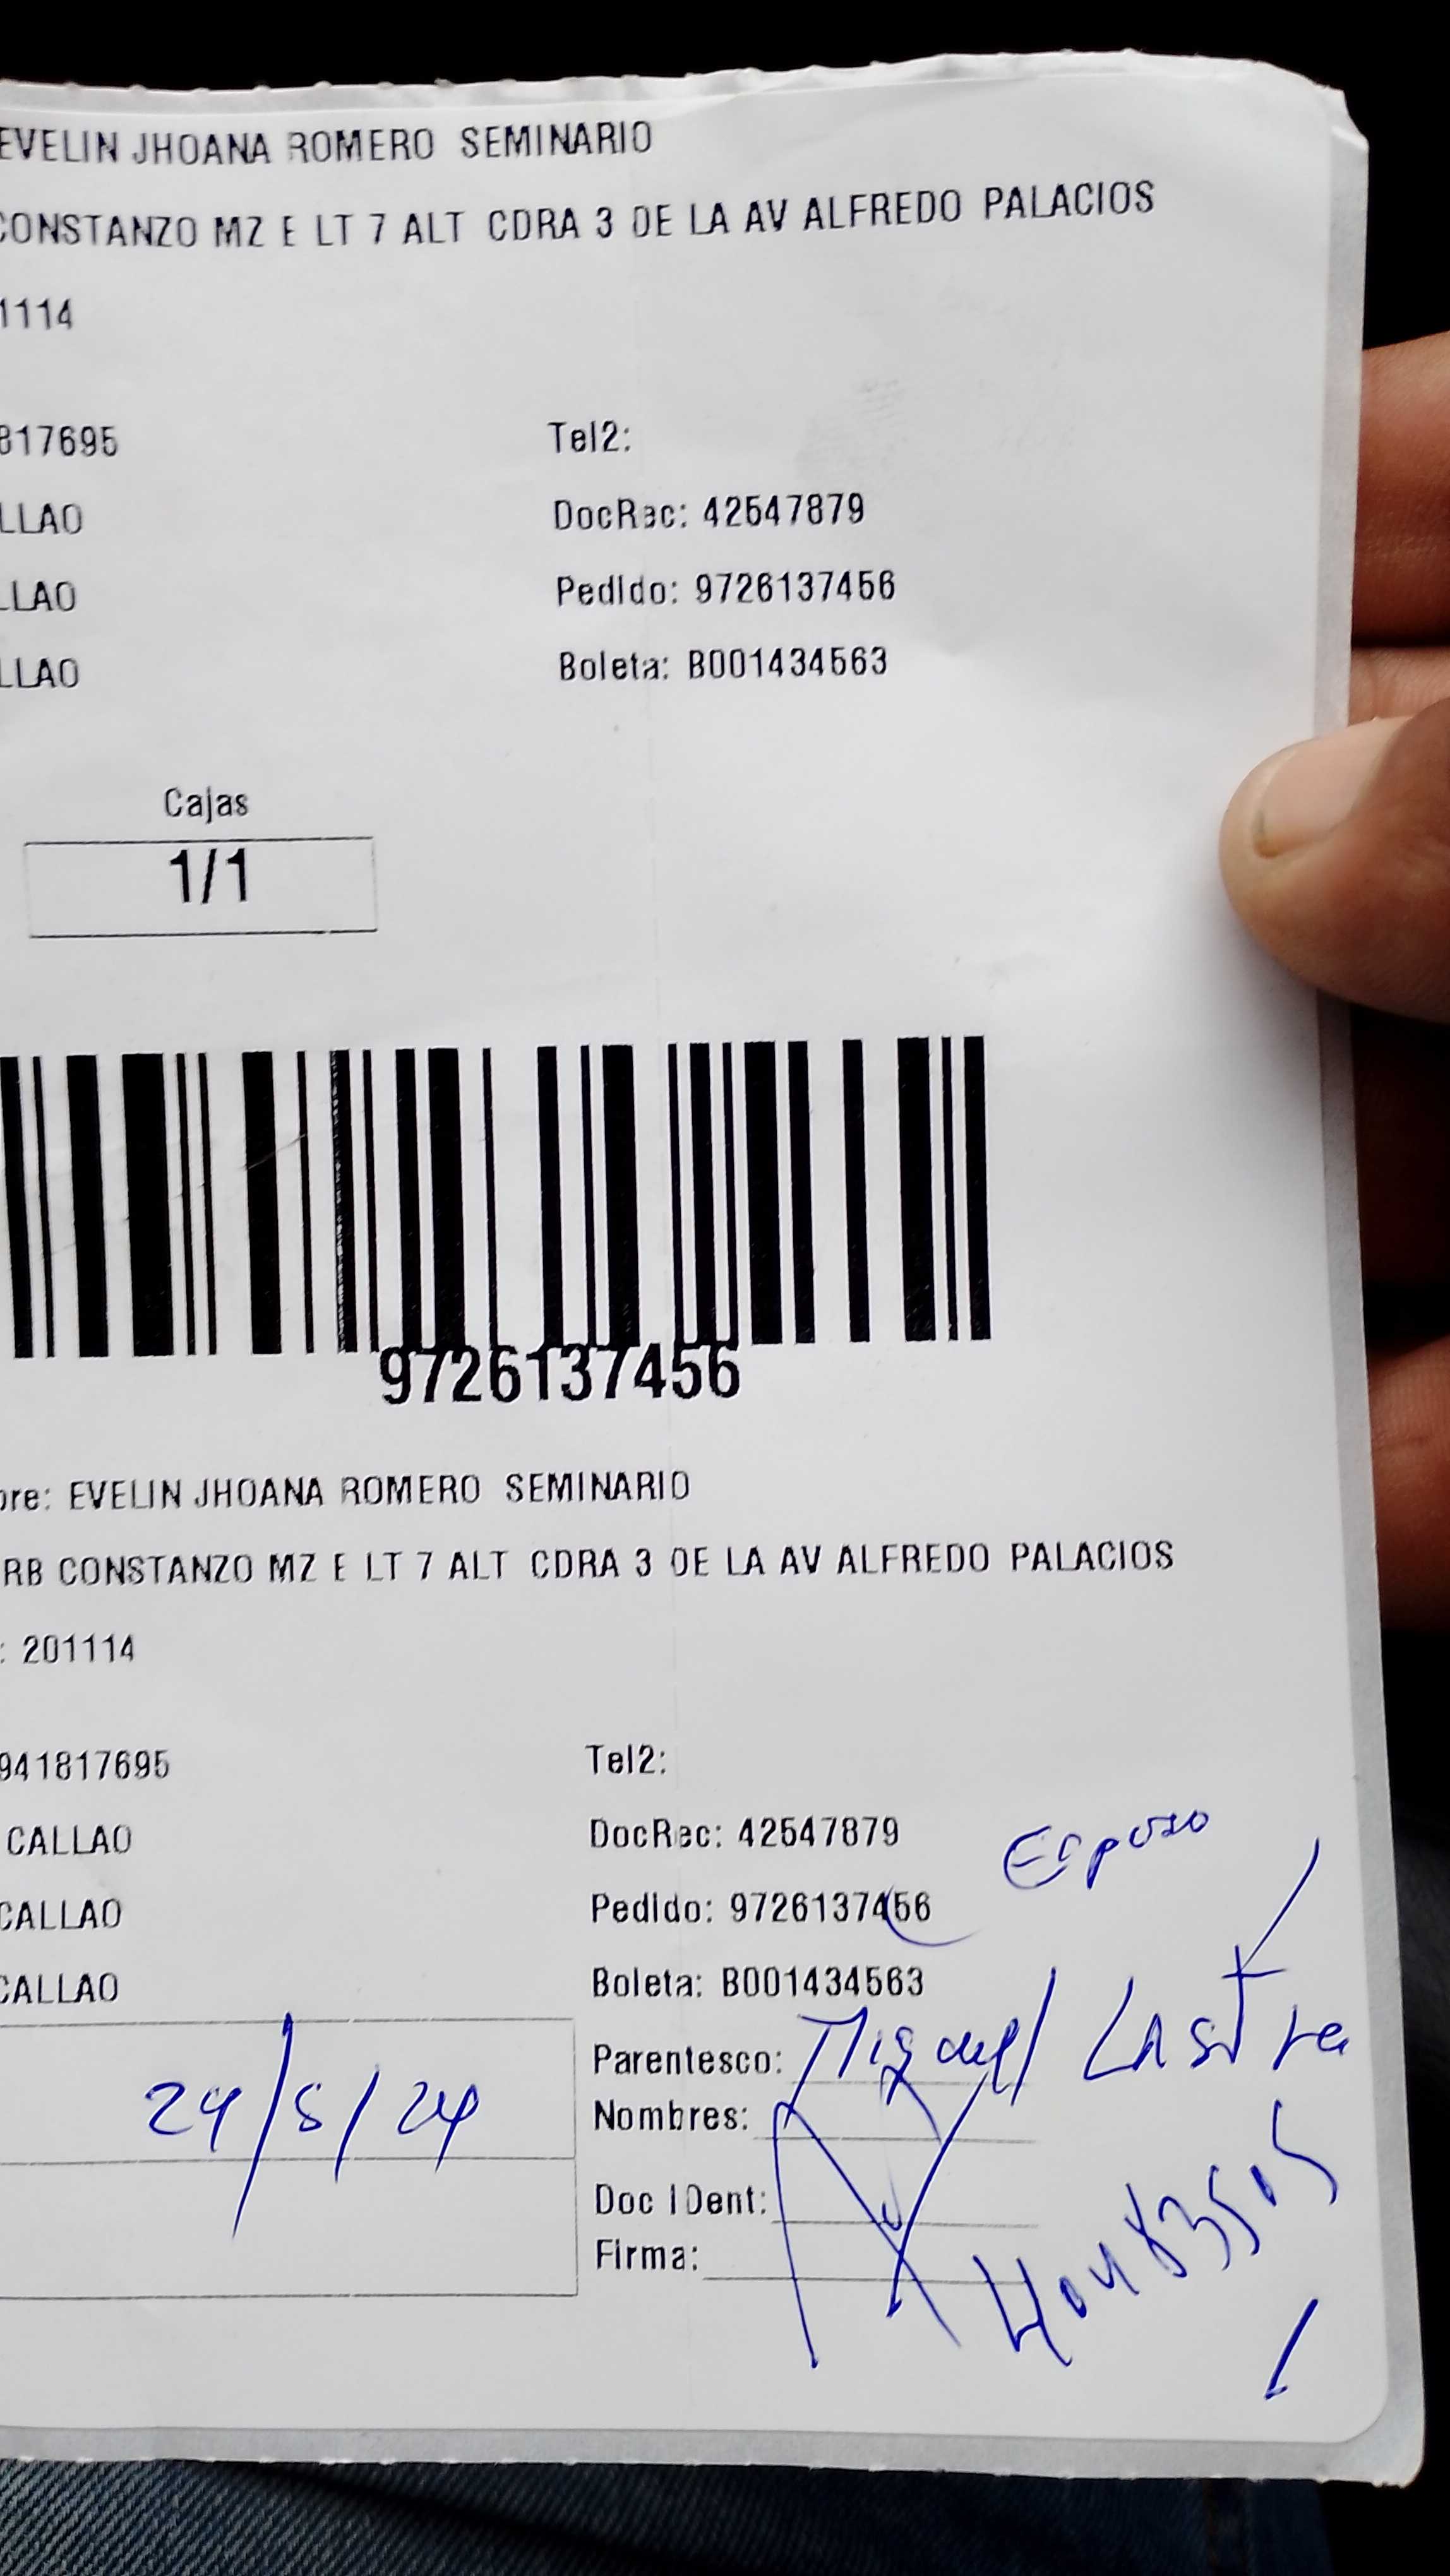 EVELIN JHOANA ROMERO SEMINARIO
CONSTANZO MZ E LT 7 ALT CDRA 3 DE LA AV ALFREDO PALACIOS
1114
817695 Tel2:
LLAO DocRec: 42547879
LLAO Pedido: 9726137456
LLAO Boleta: B001434563
Cajas
1/1
9726137456
bre: EVELIN JHOANA ROMERO SEMINARIO
RB CONSTANZO MZ E LT 7 ALT CDRA 3 DE LA AV ALFREDO PALACIOS
: 201114
941817695 Tel2:
CALLAO DocRec: 42547879 Esposo
CALLAO Pedido: 9726137456
CALLAO Boleta: B001434563
Parentesco: Miguel Lastra
29/5/24 Nombres:
Doc IDent:
Firma: